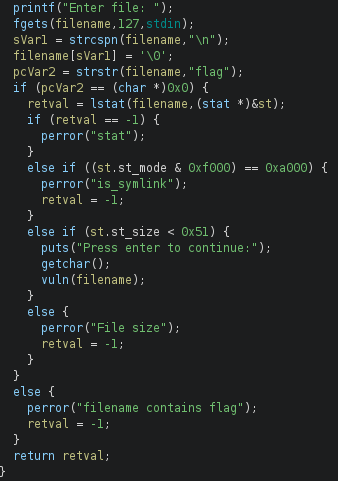 printf("Enter file: ");
fgets(filename,127,stdin);
sVar1 = strcspn(filename,"\n");
filename[sVar1] = '\0';
pcVar2 = strstr(filename,"flag");
if (pcVar2 == (char *)0x0) {
retval = lstat(filename,(stat *)&st);
if (retval == -1) {
perror("stat");
}
else if ((st.st_mode & 0xf000) == 0xa000) {
perror("is_symlink");
retval = -1;
}
else if (st.st_size < 0x51) {
puts("Press enter to continue:");
getchar();
vuln(filename);
}
else {
perror("File size");
retval = -1;
}
}
else {
perror("filename contains flag");
retval = -1;
}
return retval;
}